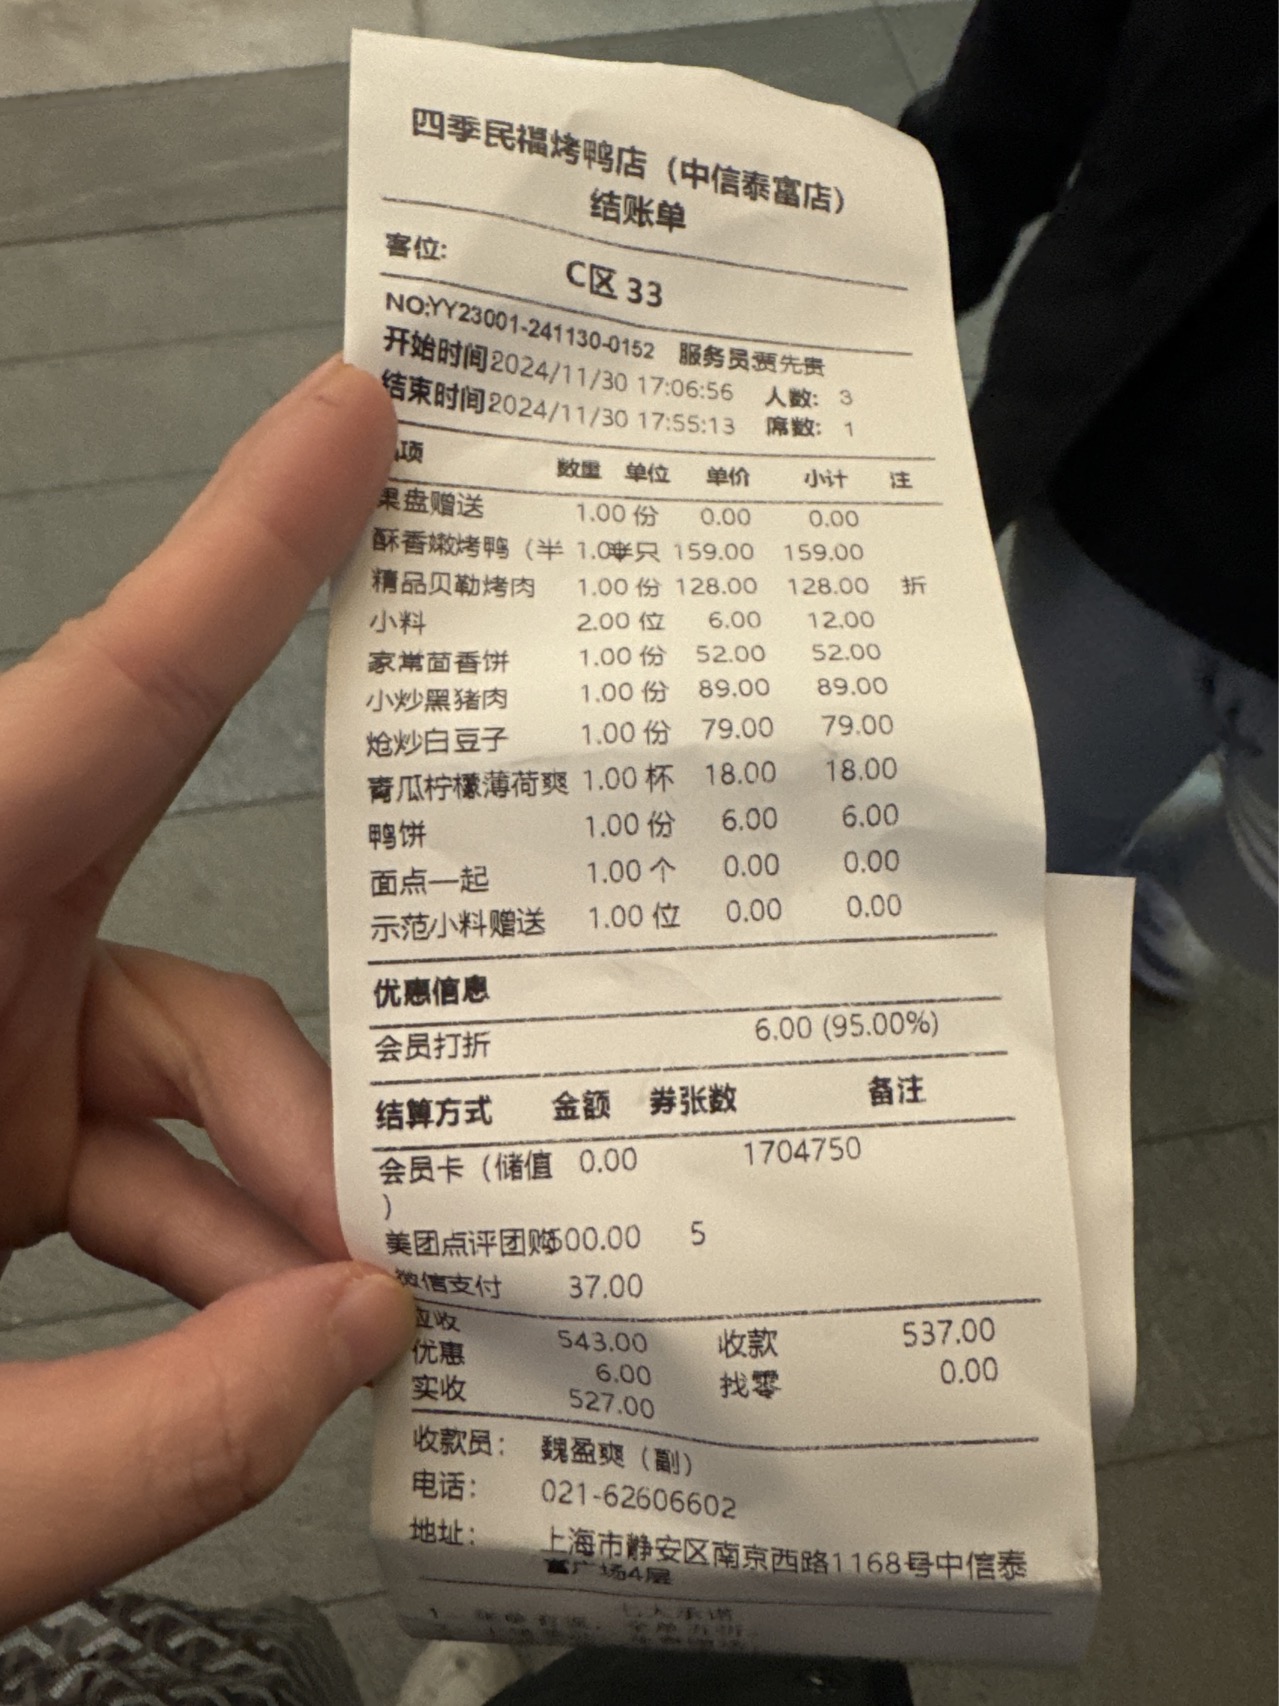 四季民福烤鸭店（中信泰富店）
结账单
客位: C区 33
NO:YY23001-241130-0152 服务员:贾先贵
开始时间2024/11/30 17:06:56 人数: 3
结束时间2024/11/30 17:55:13 席数: 1
项 数量 单位 单价 小计 注
果盘赠送 1.00 份 0.00 0.00
酥香嫩烤鸭（半 1.00 半只 159.00 159.00
精品贝勒烤肉 1.00 份 128.00 128.00 折
小料 2.00 位 6.00 12.00
家常茴香饼 1.00 份 52.00 52.00
小炒黑猪肉 1.00 份 89.00 89.00
炝炒白豆子 1.00 份 79.00 79.00
青瓜柠檬薄荷爽 1.00 杯 18.00 18.00
鸭饼 1.00 份 6.00 6.00
面点一起 1.00 个 0.00 0.00
示范小料赠送 1.00 位 0.00 0.00
优惠信息
会员打折 6.00 (95.00%)
结算方式 金额 券张数 备注
会员卡（储值 0.00 1704750
）
美团点评团购500.00 5
微信支付 37.00
应收 543.00 收款 537.00
优惠 6.00 找零 0.00
实收 527.00
收款员: 魏盈爽（副）
电话: 021-62606602
地址: 上海市静安区南京西路1168号中信泰
富广场4层